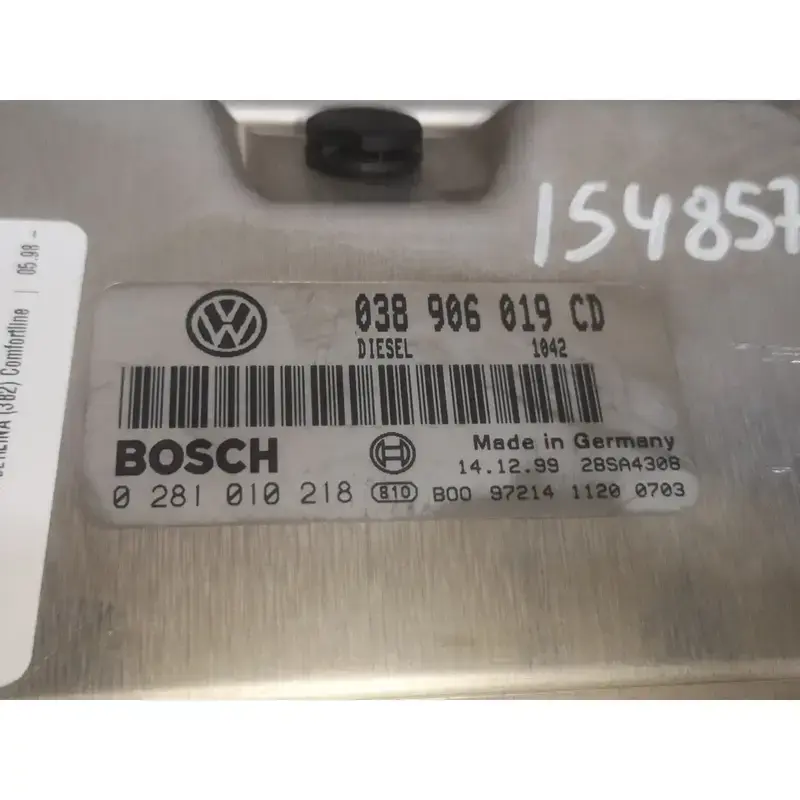 154857
BERLINA (3B2) Comfortline | 05.98 -
038 906 019 CD
DIESEL 1042
BOSCH
Made in Germany
14.12.99 28SA4308
0 281 010 218 810 B00 97214 1120 0703